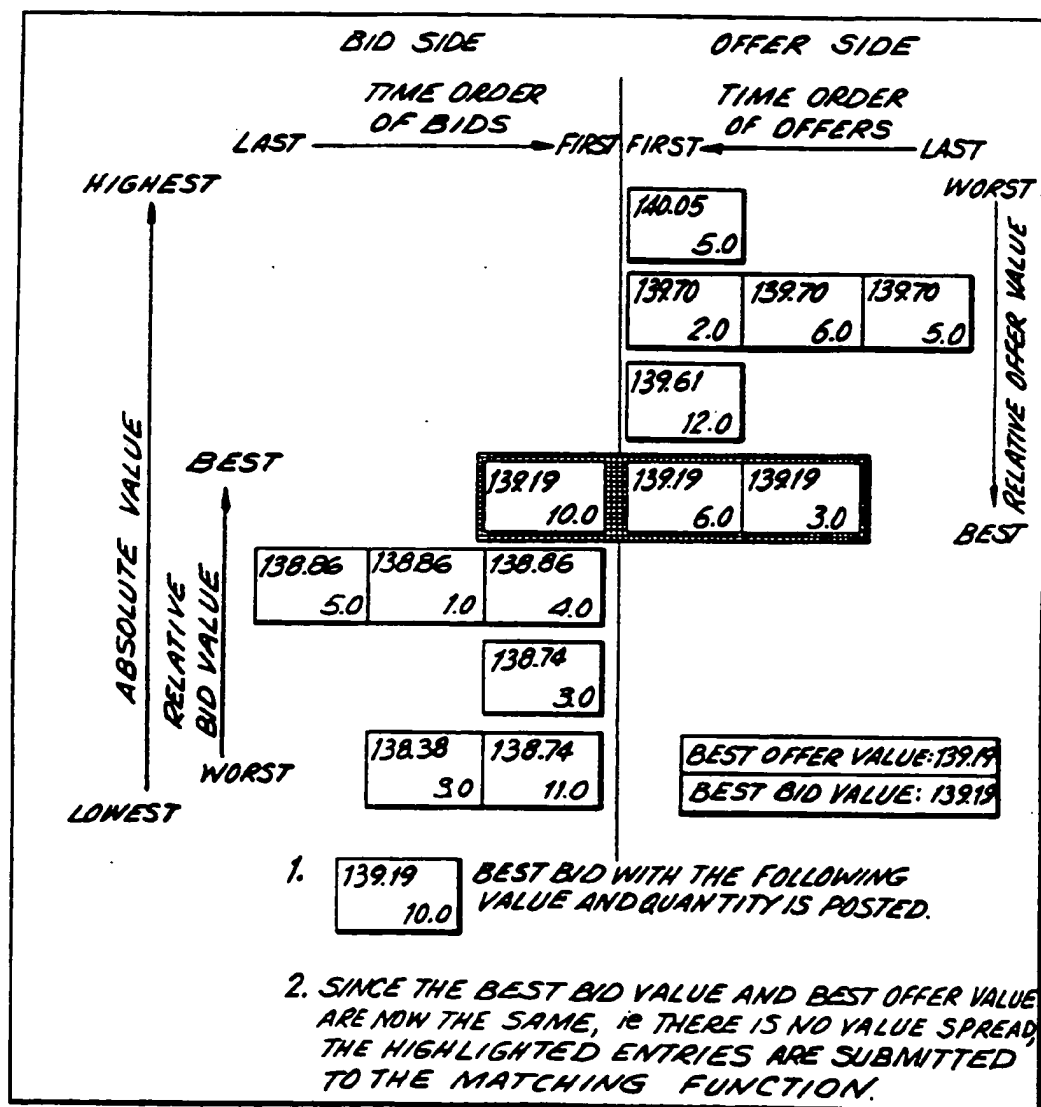 BID SIDE
OFFER SIDE
TIME ORDER
OF BIDS
TIME ORDER
OF OFFERS
LAST
FIRST
FIRST
LAST
HIGHEST
WORST
140.05
5.0
139.70
139.70
139.70
2.0
6.0
5.0
139.61
12.0
RELATIVE OFFER VALUE
ABSOLUTE VALUE
BEST
139.19
139.19
139.19
10.0
6.0
3.0
BEST
138.86
138.86
138.86
5.0
1.0
4.0
RELATIVE
BID VALUE
138.74
3.0
138.38
138.74
9.0
11.0
WORST
LOWEST
BEST OFFER VALUE: 139.19
BEST BID VALUE: 139.19
1.
139.19
10.0
BEST BID WITH THE FOLLOWING
VALUE AND QUANTITY IS POSTED.
2. SINCE THE BEST BID VALUE AND BEST OFFER VALUE
ARE NOW THE SAME, ie THERE IS NO VALUE SPREAD,
THE HIGHLIGHTED ENTRIES ARE SUBMITTED
TO THE MATCHING FUNCTION.